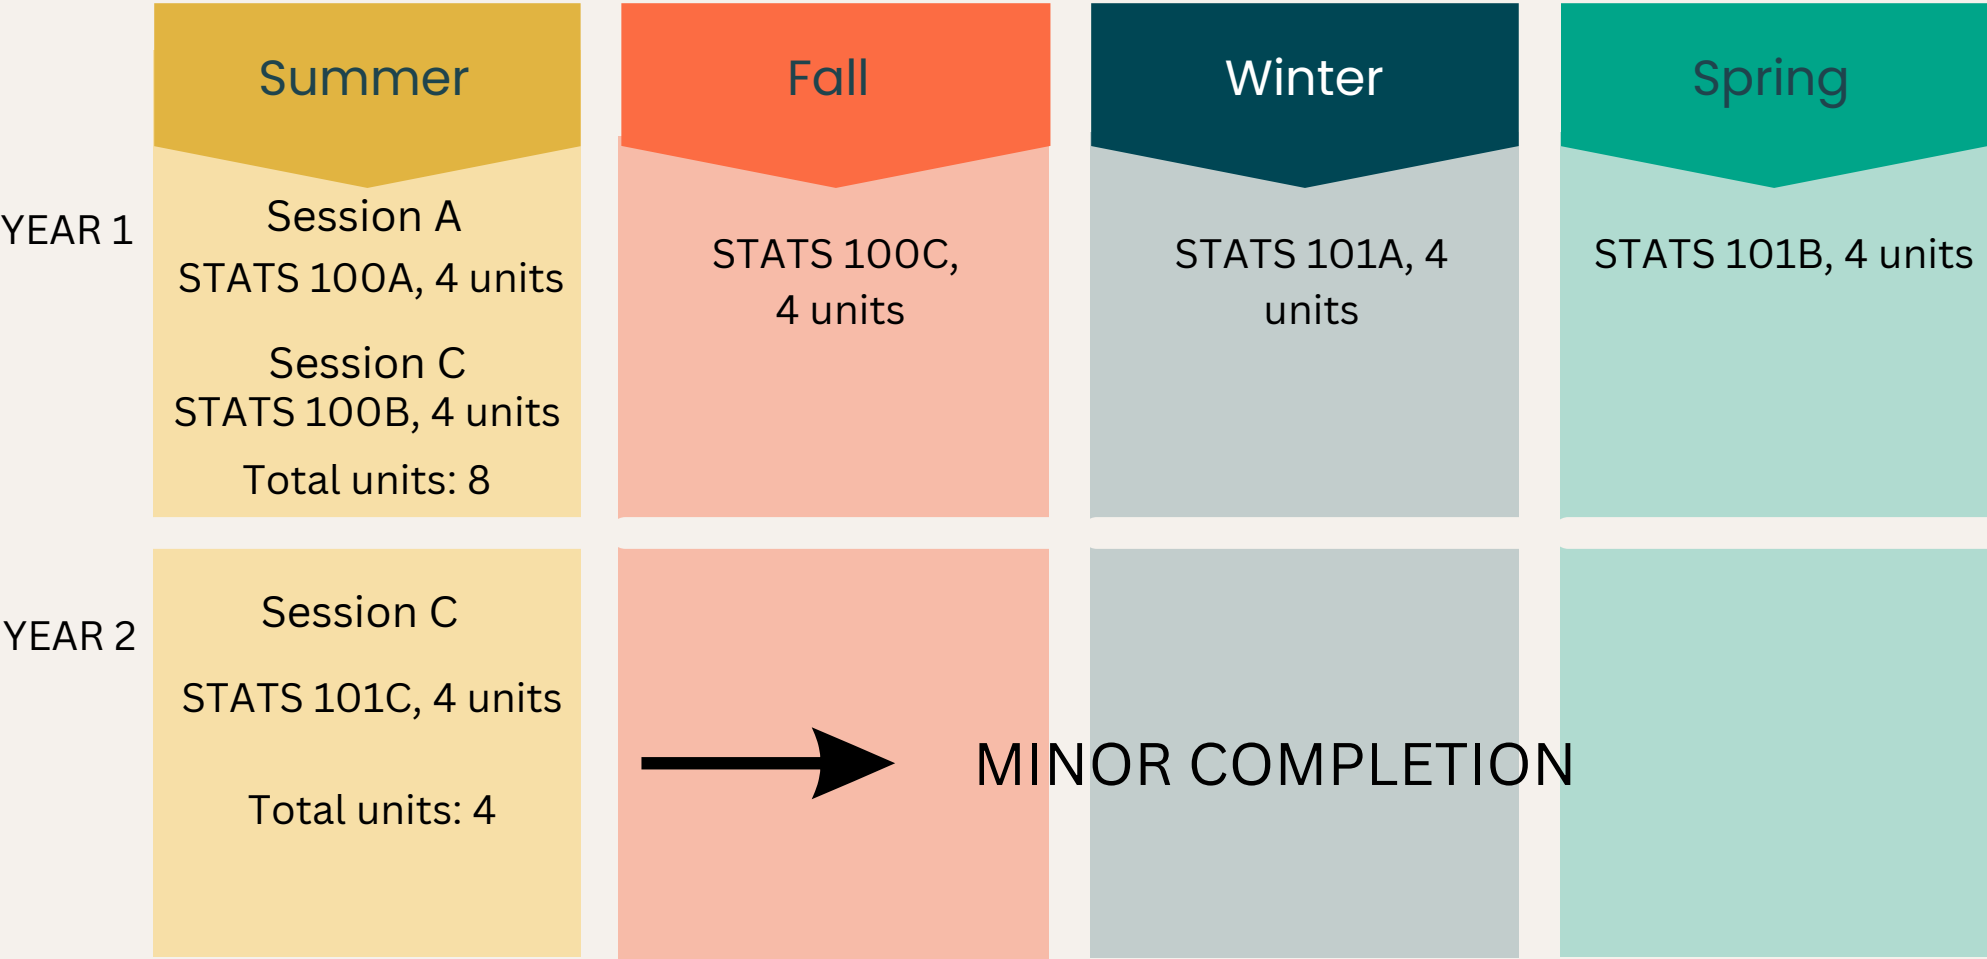 Summer
Fall
Winter
Spring
YEAR 1
Session A
STATS 100A, 4 units
Session C
STATS 100B, 4 units
Total units: 8
STATS 100C,
4 units
STATS 101A, 4
units
STATS 101B, 4 units
YEAR 2
Session C
STATS 101C, 4 units
Total units: 4
MINOR COMPLETION